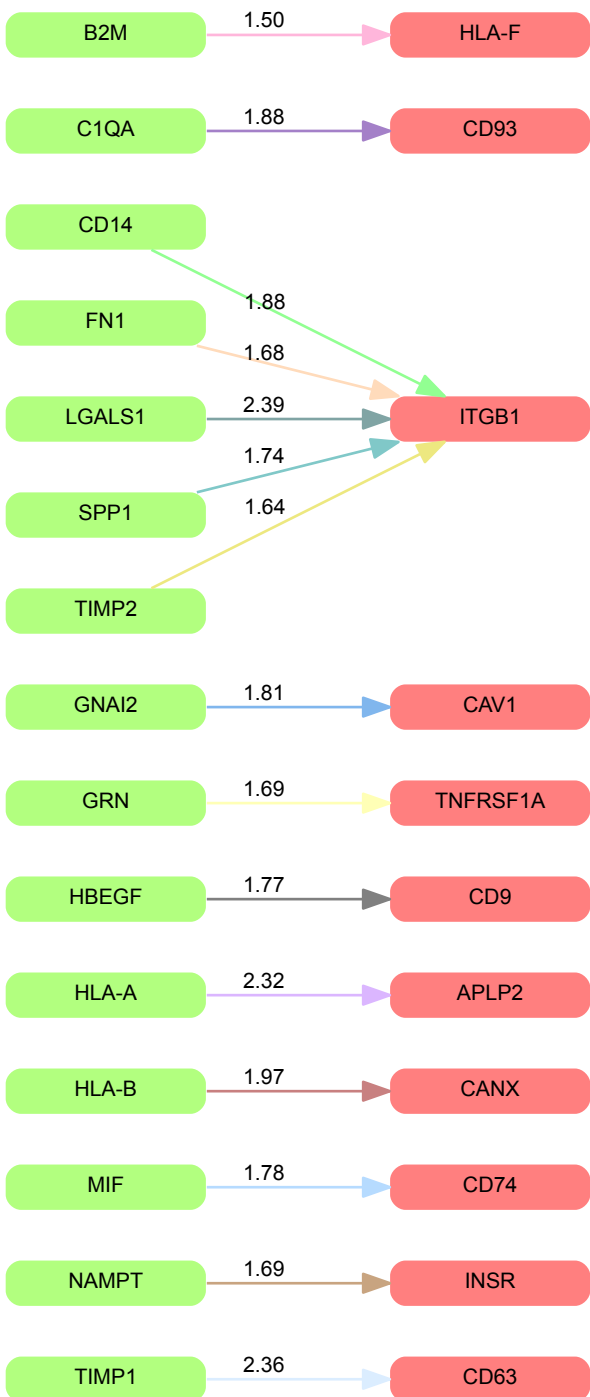 B2M 1.50 HLA-F
C1QA 1.88 CD93
CD14 1.88
FN1 1.68
LGALS1 2.39 ITGB1
SPP1 1.74
TIMP2 1.64
GNAI2 1.81 CAV1
GRN 1.69 TNFRSF1A
HBEGF 1.77 CD9
HLA-A 2.32 APLP2
HLA-B 1.97 CANX
MIF 1.78 CD74
NAMPT 1.69 INSR
TIMP1 2.36 CD63